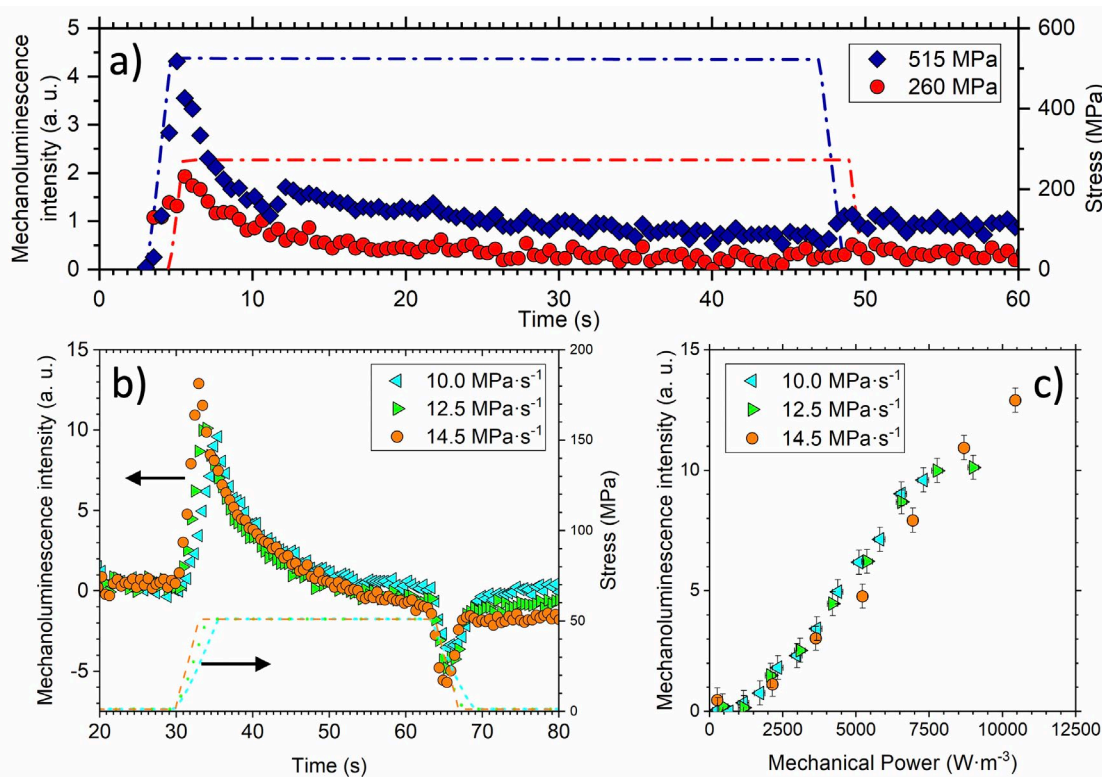 a)
5
4
3
2
1
0
Mechanoluminescence
intensity (a. u.)
515 MPa
260 MPa
600
400
200
0
Stress (MPa)
0 10 20 30 40 50 60
Time (s)
b)
15
10
5
0
-5
Mechanoluminescence intensity (a. u.)
10.0 MPa·s-1
12.5 MPa·s-1
14.5 MPa·s-1
200
150
100
50
0
Stress (MPa)
20 30 40 50 60 70 80
Time (s)
c)
15
10
5
0
Mechanoluminescence intensity (a. u.)
10.0 MPa·s-1
12.5 MPa·s-1
14.5 MPa·s-1
0 2500 5000 7500 10000 12500
Mechanical Power (W·m-3)